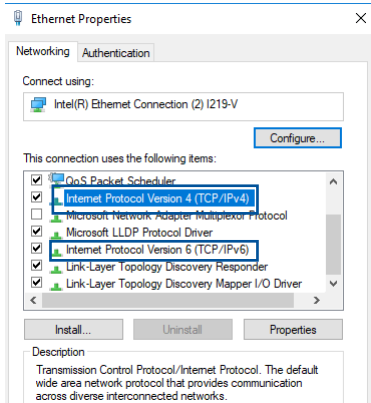 Ethernet Properties
Networking
Authentication
Connect using:
Intel(R) Ethernet Connection (2) I219-V
Configure...
This connection uses the following items:
QoS Packet Scheduler
Internet Protocol Version 4 (TCP/IPv4)
Microsoft Network Adapter Multiplexor Protocol
Microsoft LLDP Protocol Driver
Internet Protocol Version 6 (TCP/IPv6)
Link-Layer Topology Discovery Responder
Link-Layer Topology Discovery Mapper I/O Driver
Install...
Uninstall
Properties
Description
Transmission Control Protocol/Internet Protocol. The default
wide area network protocol that provides communication
across diverse interconnected networks.